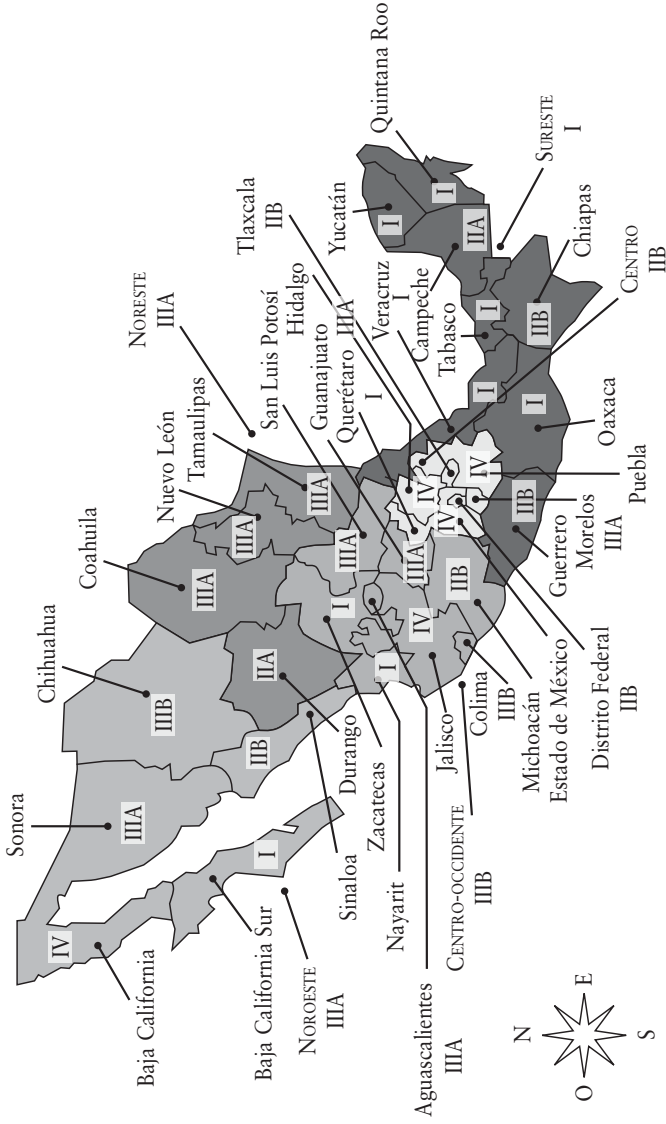 Sonora
Chihuahua
Coahuila
Nuevo León
Tamaulipas
NORESTE
IIIA
San Luis Potosí
Hidalgo
IIIA
Guanajuato
Querétaro
I
Tlaxcala
IIB
Veracruz
I
Campeche
Tabasco
Yucatán
Quintana Roo
SURESTE
I
Chiapas
CENTRO
IIB
Oaxaca
Puebla
Guerrero
Morelos
IIIA
Distrito Federal
IIB
Michoacán
Estado de México
Colima
IIIB
Jalisco
CENTRO-OCCIDENTE
IIIB
Durango
Zacatecas
Sinaloa
Nayarit
Aguascalientes
IIIA
Baja California
Baja California Sur
NOROESTE
IIIA
IV
I
IIIA
IIIB
IIB
IIA
IIIA
IIIA
IIIA
IIIA
I
I
IV
IIIA
IIB
IV
IV
IV
IIB
I
I
I
IIB
IIA
I
I
N
O
E
S